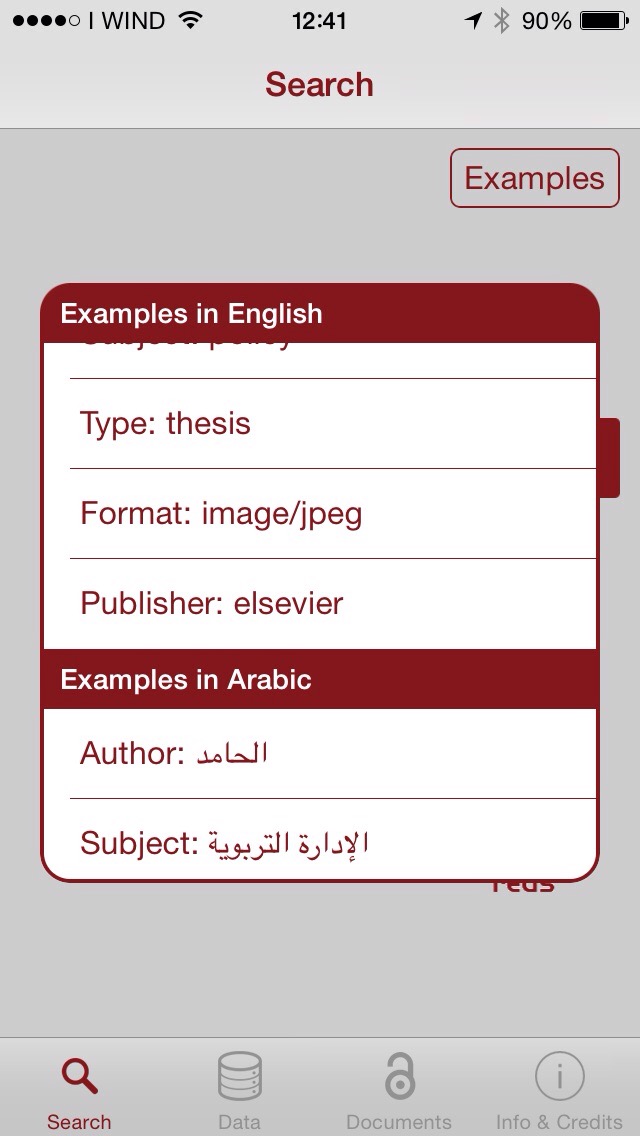 I WIND 12:41 90%
Search
Examples
Examples in English
Subject: policy
Type: thesis
Format: image/jpeg
Publisher: elsevier
Examples in Arabic
Author: الحامد
Subject: الإدارة التربوية
Search Data Documents Info & Credits